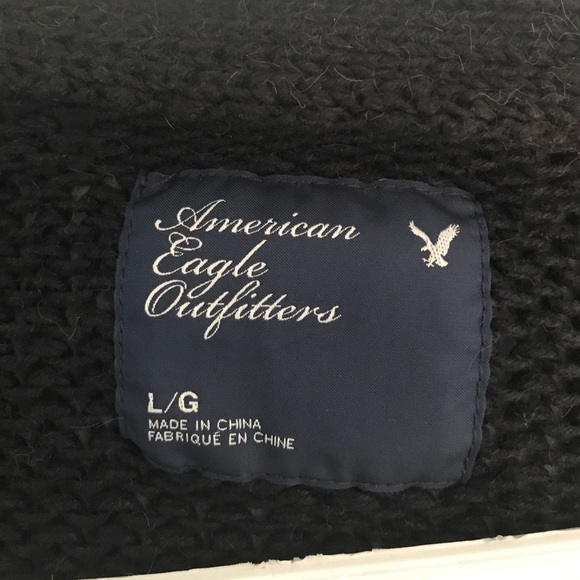 American
Eagle
Outfitters
L/G
MADE IN CHINA
FABRIQUÉ EN CHINE